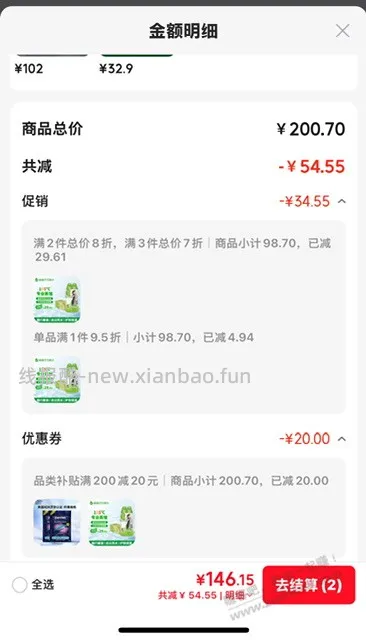 金额明细
¥102
¥32.9
商品总价
¥200.70
共减
-¥54.55
促销
-¥34.55
满2件总价8折，满3件总价7折｜商品小计98.70，已减
29.61
单品满1件9.5折｜小计98.70，已减4.94
-new.xianbao.fun
优惠券
-¥20.00
品类补贴满200减20元｜商品小计200.70，已减20.00
全选
¥146.15
共减¥54.55｜明细
去结算(2)